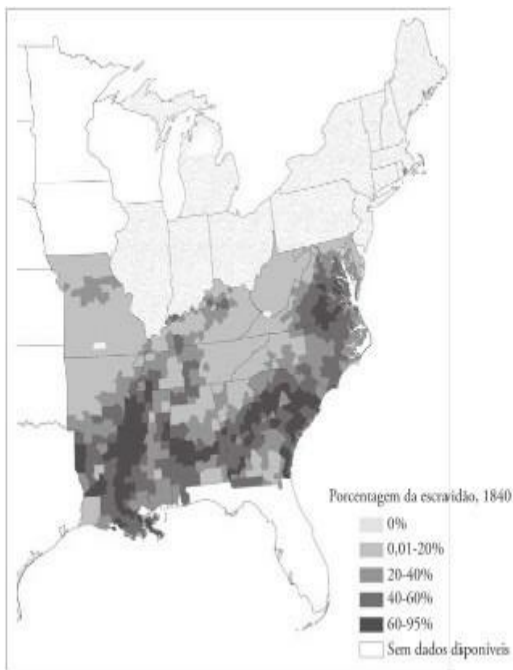 Porcentagem da escravidão, 1840
0%
0,01-20%
20-40%
40-60%
60-95%
Sem dados disponíveis